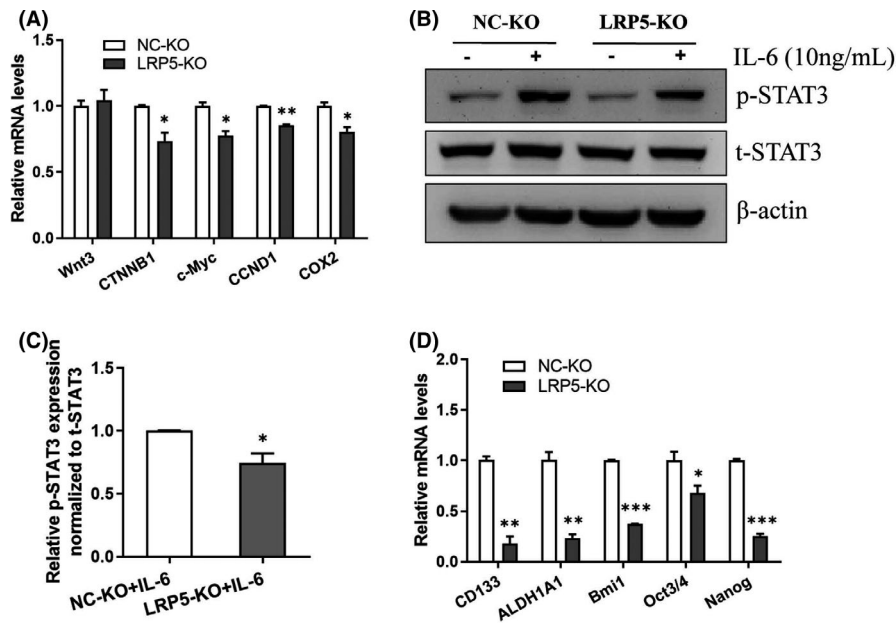 (A)
NC-KO
LRP5-KO
Relative mRNA levels
1.5
1.0
0.5
0.0
*
*
**
*
Wnt3
CTNNB1
c-Myc
CCND1
COX2
(B)
NC-KO LRP5-KO
- + - + IL-6 (10ng/mL)
p-STAT3
t-STAT3
β-actin
(C)
Relative p-STAT3 expression
normalized to t-STAT3
1.5
1.0
0.5
0.0
*
NC-KO+IL-6
LRP5-KO+IL-6
(D)
NC-KO
LRP5-KO
Relative mRNA levels
2.0
1.5
1.0
0.5
0.0
**
**
***
*
***
CD133
ALDH1A1
Bmi1
Oct3/4
Nanog